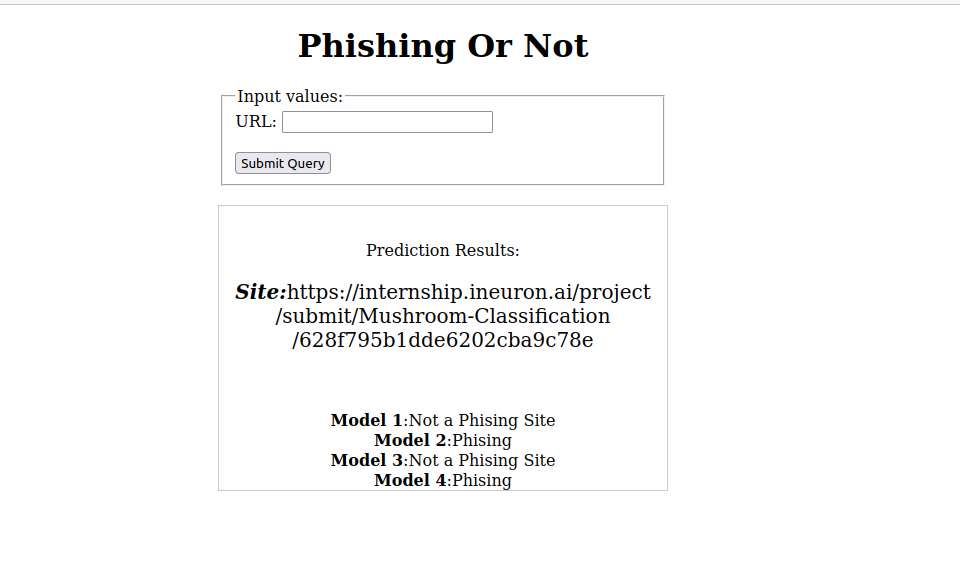 Phishing Or Not
Input values:
URL:
Submit Query
Prediction Results:
Site:https://internship.ineuron.ai/project
/submit/Mushroom-Classification
/628f795b1dde6202cba9c78e
Model 1:Not a Phising Site
Model 2:Phising
Model 3:Not a Phising Site
Model 4:Phising